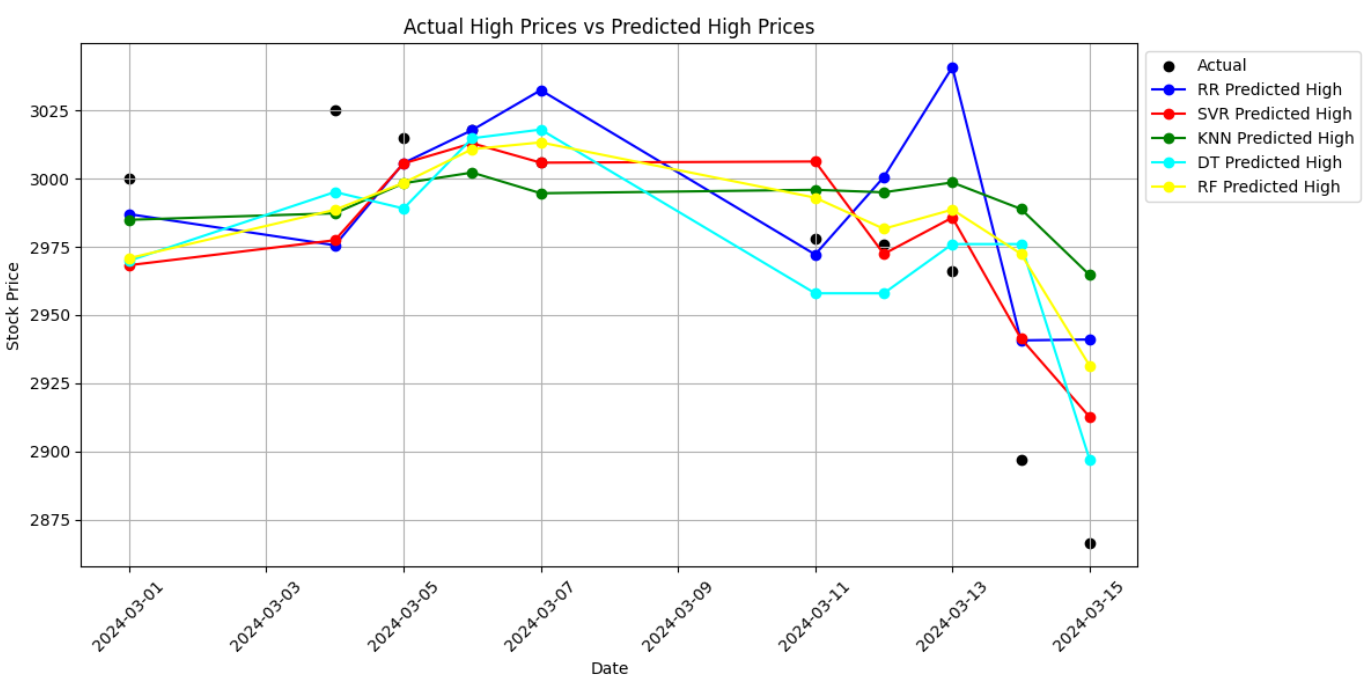 Actual High Prices vs Predicted High Prices
Actual
RR Predicted High
SVR Predicted High
KNN Predicted High
DT Predicted High
RF Predicted High
Stock Price
3025
3000
2975
2950
2925
2900
2875
2024-03-01
2024-03-03
2024-03-05
2024-03-07
2024-03-09
2024-03-11
2024-03-13
2024-03-15
Date